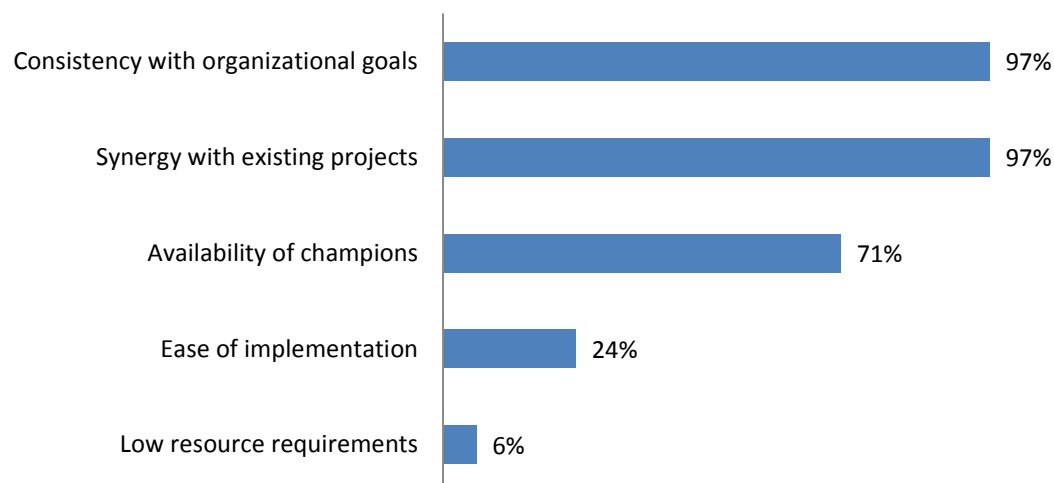 Consistency with organizational goals 97%
Synergy with existing projects 97%
Availability of champions 71%
Ease of implementation 24%
Low resource requirements 6%